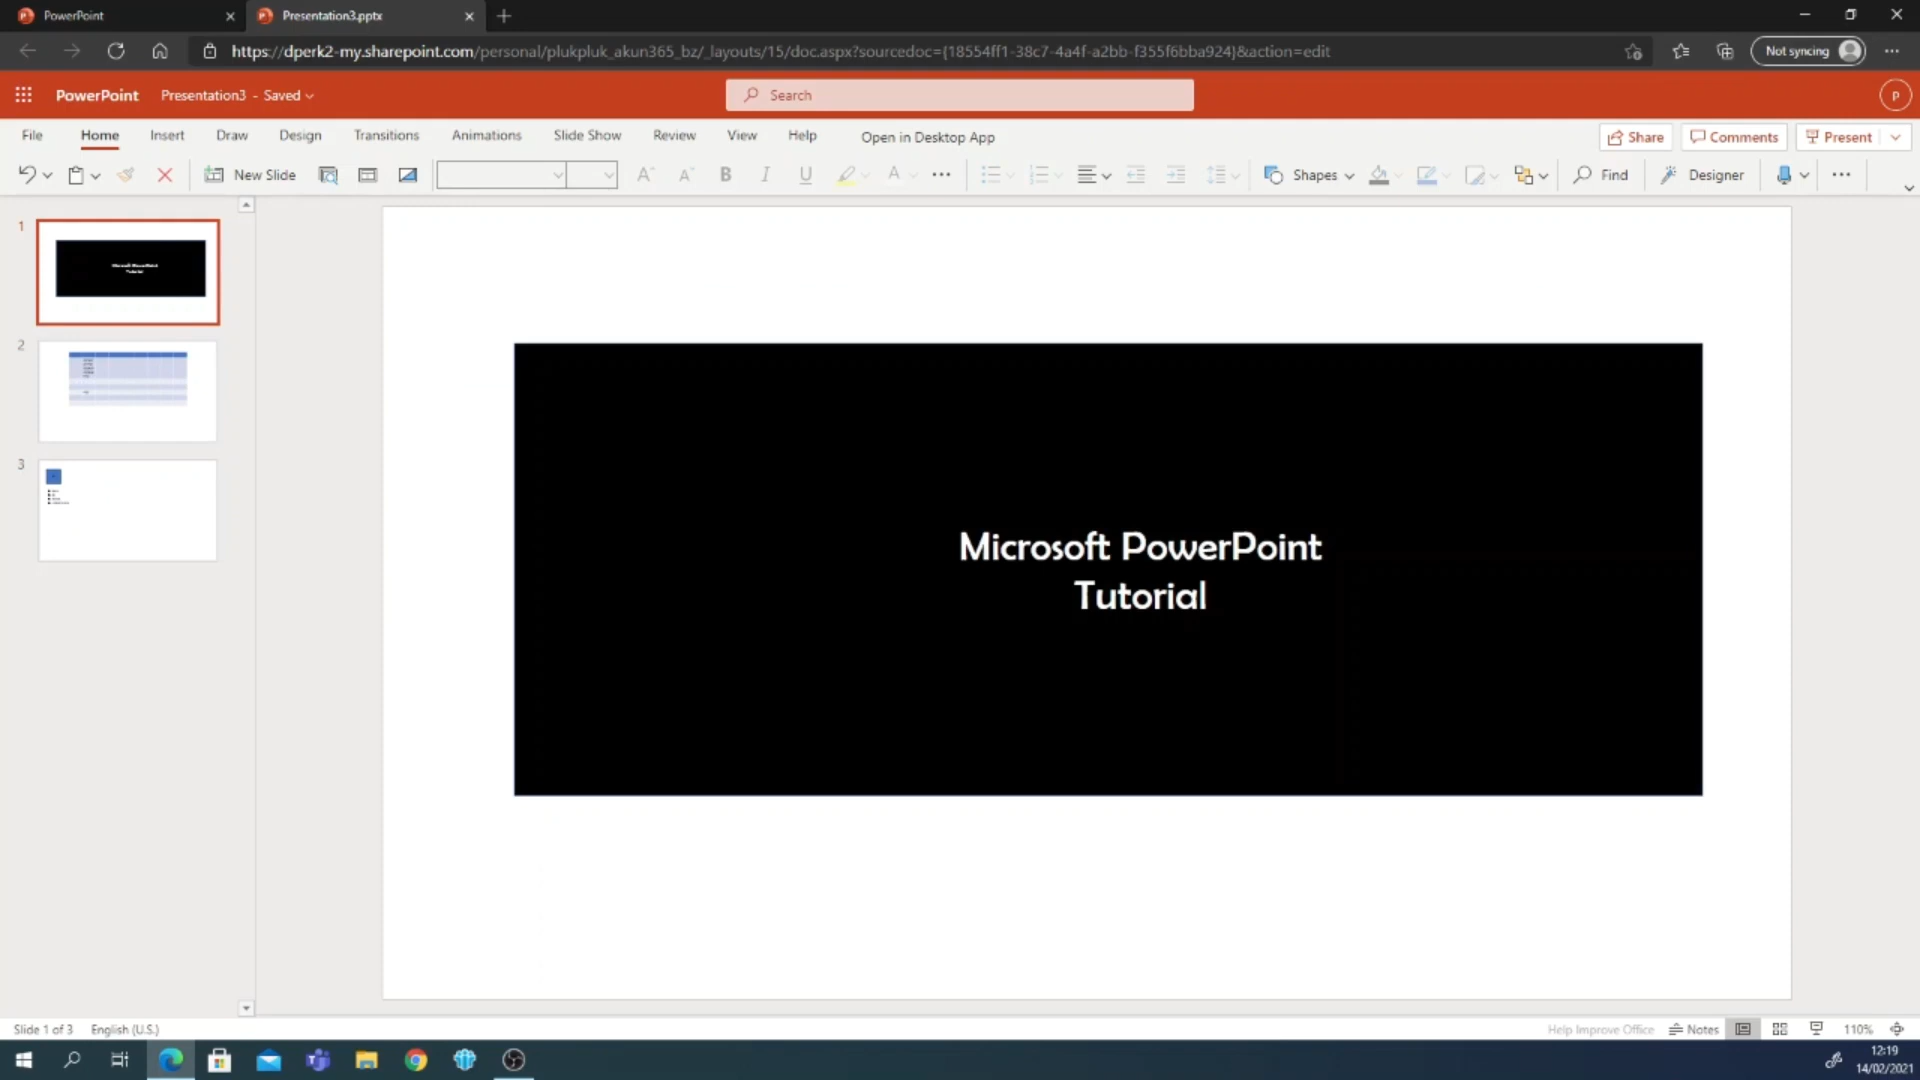 PowerPoint
Presentation3.pptx
https://dperk2-my.sharepoint.com/personal/plukpluk_akun365_bz/_layouts/15/doc.aspx?sourcedoc={18554ff1-38c7-4a4f-a2bb-f355f6bba924}&action=edit
Not syncing
PowerPoint Presentation3 - Saved
Search
P
File Home Insert Draw Design Transitions Animations Slide Show Review View Help Open in Desktop App
Share Comments Present
New Slide
A A B I U A
Shapes
Find
Designer
1
2
3
Microsoft PowerPoint
Tutorial
Slide 1 of 3 English (U.S.)
Help Improve Office Notes 110%
12:19
14/02/2021